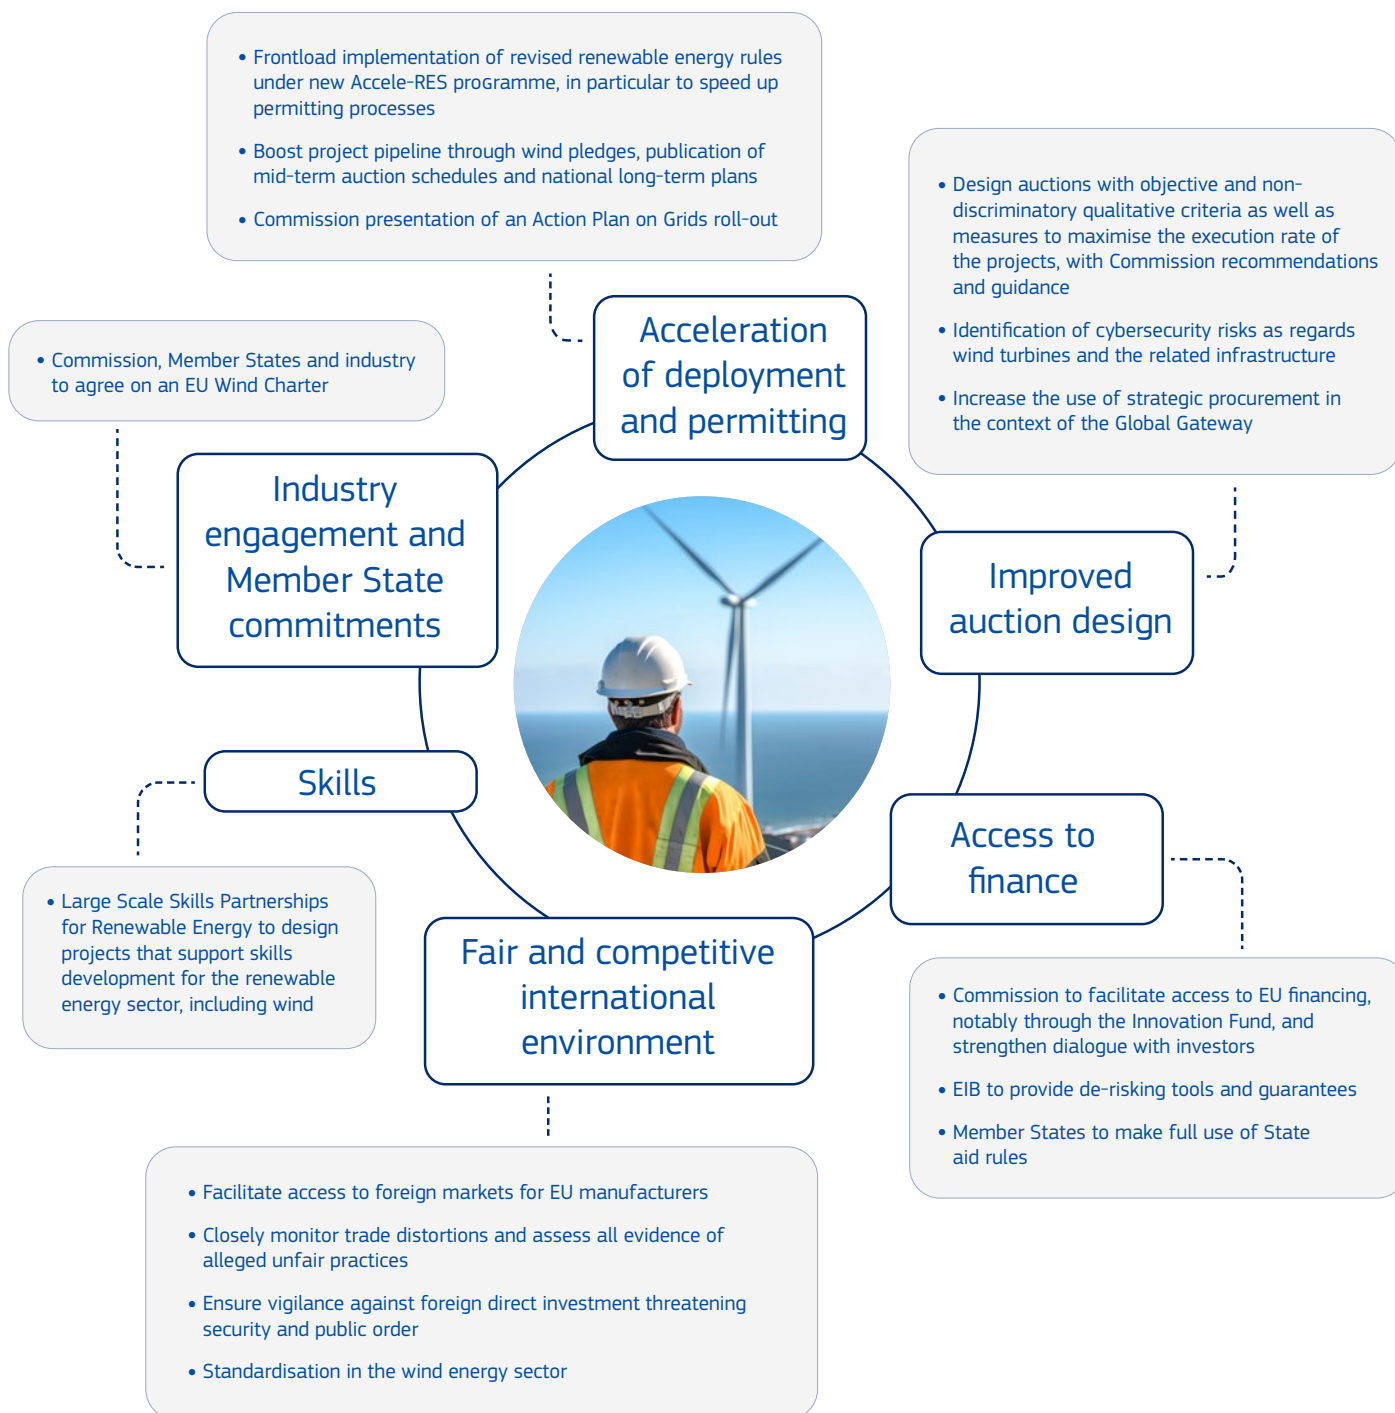 • Frontload implementation of revised renewable energy rules
under new Accele-RES programme, in particular to speed up
permitting processes
• Boost project pipeline through wind pledges, publication of
mid-term auction schedules and national long-term plans
• Commission presentation of an Action Plan on Grids roll-out
Acceleration
of deployment
and permitting
• Design auctions with objective and non-
discriminatory qualitative criteria as well as
measures to maximise the execution rate of
the projects, with Commission recommendations
and guidance
• Identification of cybersecurity risks as regards
wind turbines and the related infrastructure
• Increase the use of strategic procurement in
the context of the Global Gateway
Improved
auction design
Access to
finance
• Commission to facilitate access to EU financing,
notably through the Innovation Fund, and
strengthen dialogue with investors
• EIB to provide de-risking tools and guarantees
• Member States to make full use of State
aid rules
Fair and competitive
international
environment
• Facilitate access to foreign markets for EU manufacturers
• Closely monitor trade distortions and assess all evidence of
alleged unfair practices
• Ensure vigilance against foreign direct investment threatening
security and public order
• Standardisation in the wind energy sector
Skills
• Large Scale Skills Partnerships
for Renewable Energy to design
projects that support skills
development for the renewable
energy sector, including wind
• Commission, Member States and industry
to agree on an EU Wind Charter
Industry
engagement and
Member State
commitments